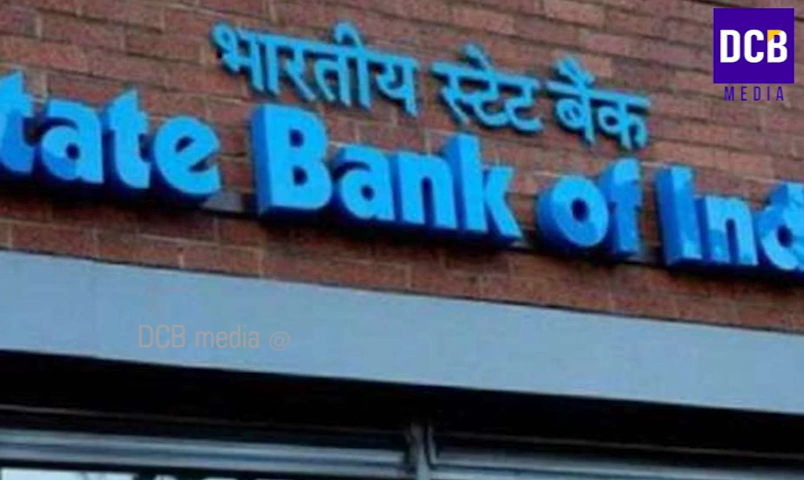 भारतीय स्टेट बैंक
tate Bank of Ind
DCB
MEDIA
DCB media @